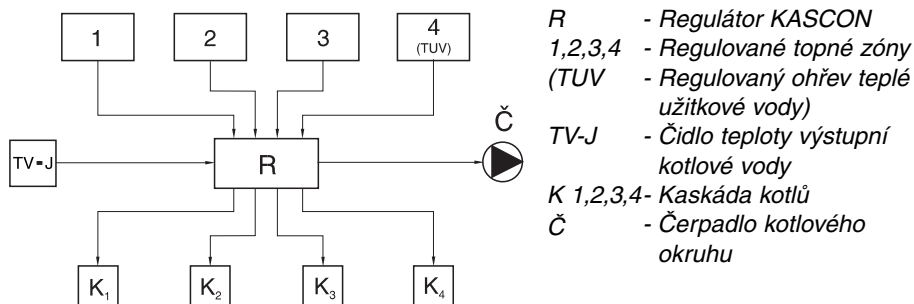 1 2 3 4
(TUV)
Č
TV-J R
K1 K2 K3 K4
R - Regulátor KASCON
1,2,3,4 - Regulované topné zóny
(TUV - Regulovaný ohřev teplé
užitkové vody)
TV-J - Čidlo teploty výstupní
kotlové vody
K 1,2,3,4- Kaskáda kotlů
Č - Čerpadlo kotlového
okruhu